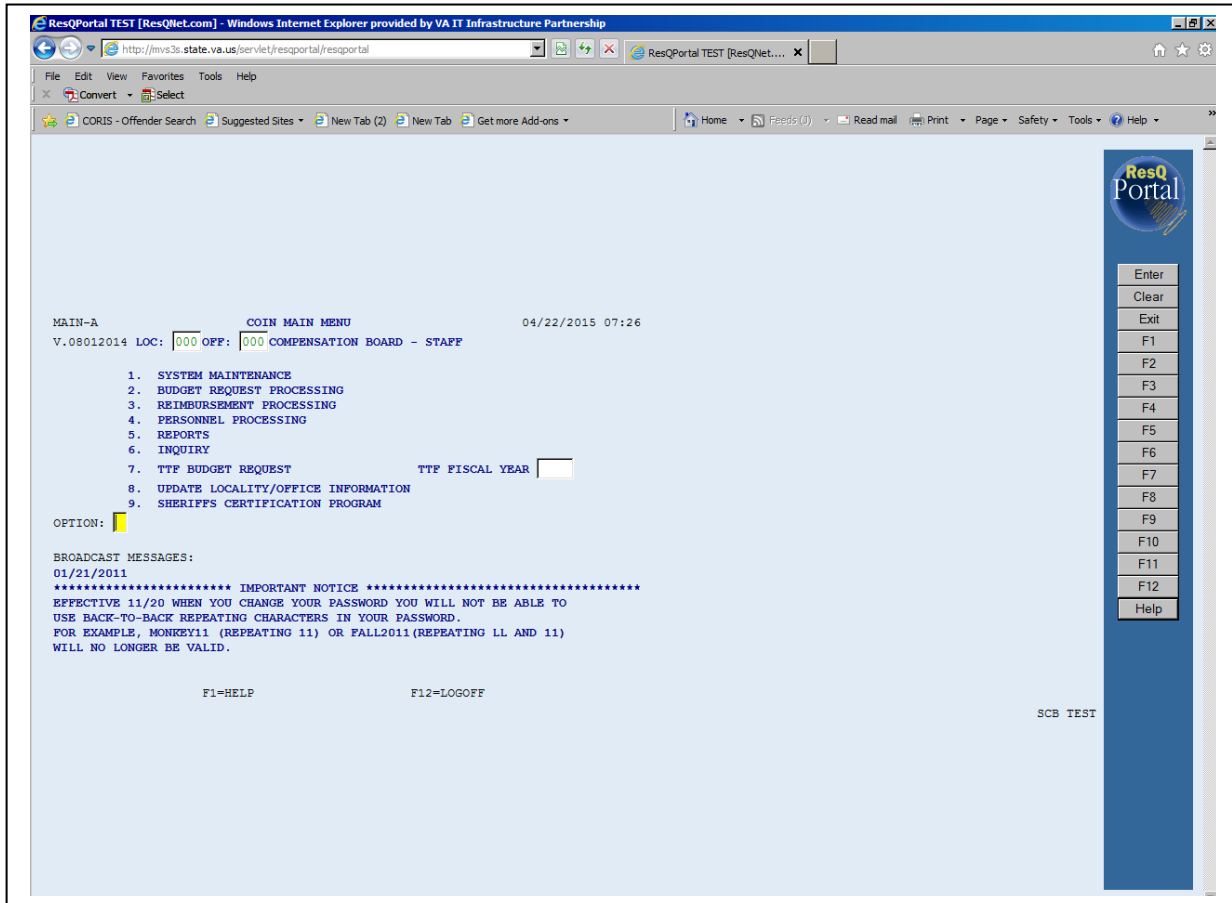 ResQPortal TEST [ResQNet.com] - Windows Internet Explorer provided by VA IT Infrastructure Partnership
http://mvs3s.state.va.us/servlet/resqportal/resqportal ResQPortal TEST [ResQNet.... X
File Edit View Favorites Tools Help
X Convert Select
CORIS - Offender Search Suggested Sites New Tab (2) New Tab Get more Add-ons Home Feeds (J) Read mail Print Page Safety Tools Help »
ResQ
Portal
Enter
Clear
MAIN-A COIN MAIN MENU 04/22/2015 07:26 Exit
V.08012014 LOC: 000 OFF: 000 COMPENSATION BOARD - STAFF F1
F2
1. SYSTEM MAINTENANCE
2. BUDGET REQUEST PROCESSING F3
3. REIMBURSEMENT PROCESSING F4
4. PERSONNEL PROCESSING
5. REPORTS F5
6. INQUIRY F6
7. TTF BUDGET REQUEST TTF FISCAL YEAR F7
8. UPDATE LOCALITY/OFFICE INFORMATION F8
9. SHERIFFS CERTIFICATION PROGRAM
OPTION: F9
F10
BROADCAST MESSAGES: F11
01/21/2011
************************ IMPORTANT NOTICE ************************************* F12
EFFECTIVE 11/20 WHEN YOU CHANGE YOUR PASSWORD YOU WILL NOT BE ABLE TO Help
USE BACK-TO-BACK REPEATING CHARACTERS IN YOUR PASSWORD.
FOR EXAMPLE, MONKEY11 (REPEATING 11) OR FALL2011(REPEATING LL AND 11)
WILL NO LONGER BE VALID.
F1=HELP F12=LOGOFF
SCB TEST